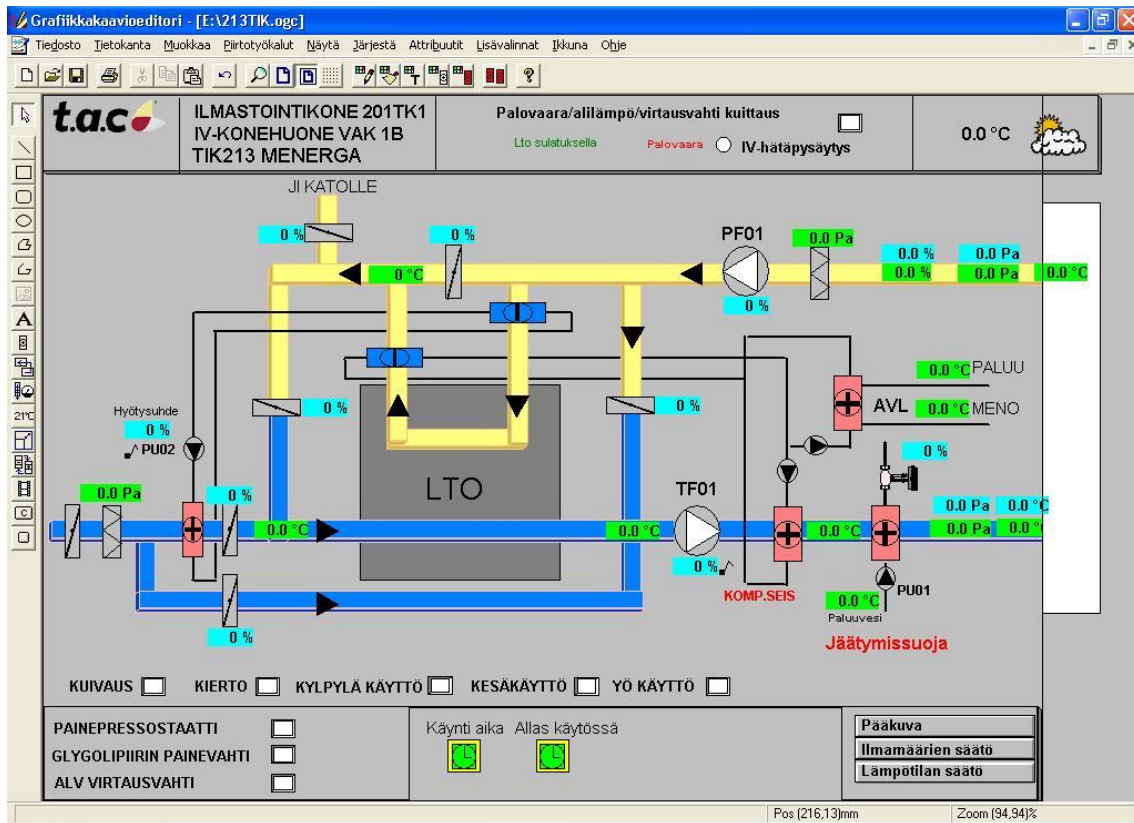 Grafiikkakaavioeditori - [E:\213TIK.ogc]
Tiedosto Tietokanta Muokkaa Piirtotyökalut Näytä Järjestä Attribuutit Lisävalinnat Ikkuna Ohje
t.a.c
ILMASTOINTIKONE 201TK1
IV-KONEHUONE VAK 1B
TIK213 MENERGA
Palovaara/alilämpö/virtausvahti kuittaus
Lto sulatuksella
Palovaara
IV-hätäpysäytys
0.0 °C
JI KATOLLE
0 %
0 %
PF01
0.0 Pa
0.0 %
0.0 Pa
0 °C
0.0 %
0.0 Pa
0.0 °C
0 %
0.0 °C PALUU
AVL
0.0 °C MENO
Hyötysuhde
0 %
PU02
0 %
0 %
0 %
LTO
TF01
0.0 Pa
0 %
0.0 Pa
0.0 °C
0.0 °C
0.0 °C
0.0 °C
0.0 Pa
0 %
KOMP.SEIS
PU01
0.0 °C
Paluuvesi
0 %
Jäätymissuoja
KUIVAUS
KIERTO
KYLPYLÄ KÄYTTÖ
KESÄKÄYTTÖ
YÖ KÄYTTÖ
PAINEPRESSOSTAATTI
GLYGOLIPIIRIN PAINEVAHTI
ALV VIRTAUSVAHTI
Käynti aika
Allas käytössä
Pääkuva
Ilmamäärien säätö
Lämpötilan säätö
A
T
21°C
C
Pos (216,13)mm
Zoom (94,94)%